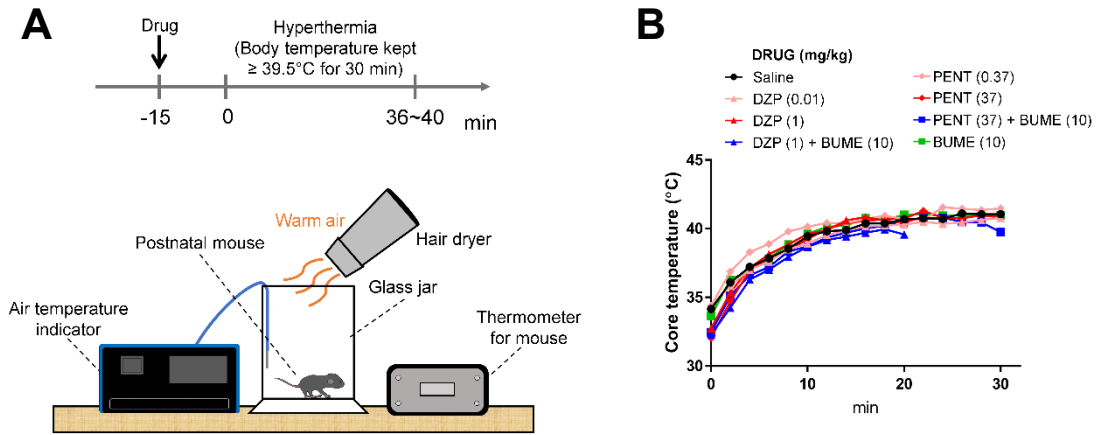 A
Drug
Hyperthermia
(Body temperature kept
≥ 39.5°C for 30 min)
-15
0
36~40
min
Warm air
Postnatal mouse
Hair dryer
Glass jar
Air temperature
indicator
Thermometer
for mouse
B
DRUG (mg/kg)
Saline
DZP (0.01)
DZP (1)
DZP (1) + BUME (10)
PENT (0.37)
PENT (37)
PENT (37) + BUME (10)
BUME (10)
Core temperature (°C)
45
40
35
30
0
10
20
30
min